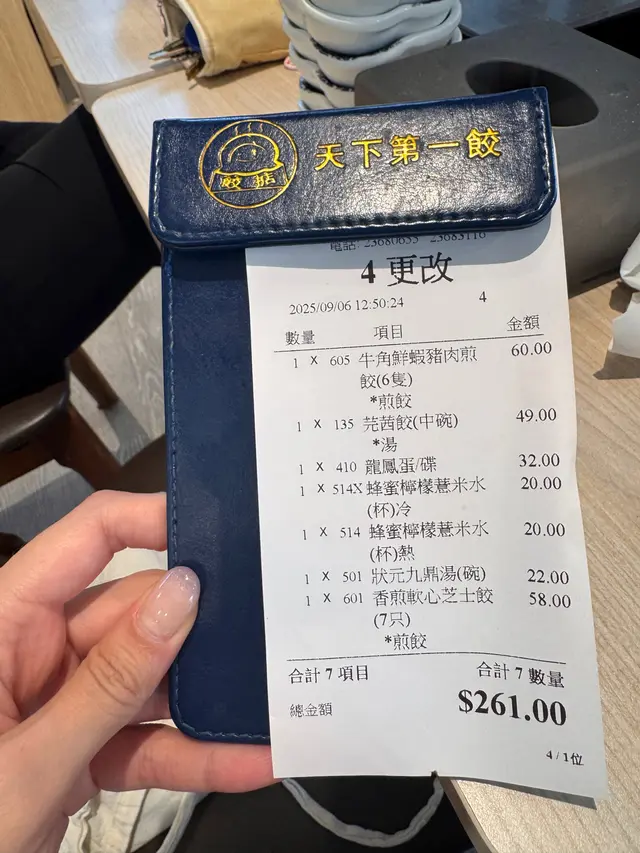 天下第一餃
餃掂
電話: 23680635 23683116
4 更改
2025/09/06 12:50:24 4
數量 項目 金額
1 X 605 牛角鮮蝦豬肉煎 60.00
餃(6隻)
*煎餃
1 X 135 芫茜餃(中碗) 49.00
*湯
1 X 410 龍鳳蛋/碟 32.00
1 X 514X 蜂蜜檸檬薏米水 20.00
(杯)冷
1 X 514 蜂蜜檸檬薏米水 20.00
(杯)熱
1 X 501 狀元九鼎湯(碗) 22.00
1 X 601 香煎軟心芝士餃 58.00
(7只)
*煎餃
合計 7 項目 合計 7 數量
總金額 $261.00
4 / 1位